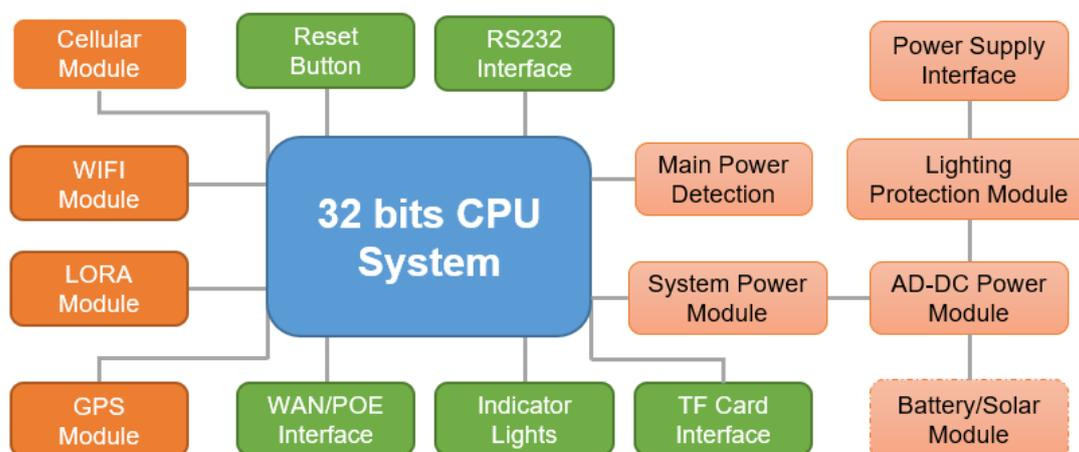 Cellular
Module
Reset
Button
RS232
Interface
Power Supply
Interface
WIFI
Module
32 bits CPU
System
Main Power
Detection
Lighting
Protection Module
LORA
Module
System Power
Module
AD-DC Power
Module
GPS
Module
WAN/POE
Interface
Indicator
Lights
TF Card
Interface
Battery/Solar
Module